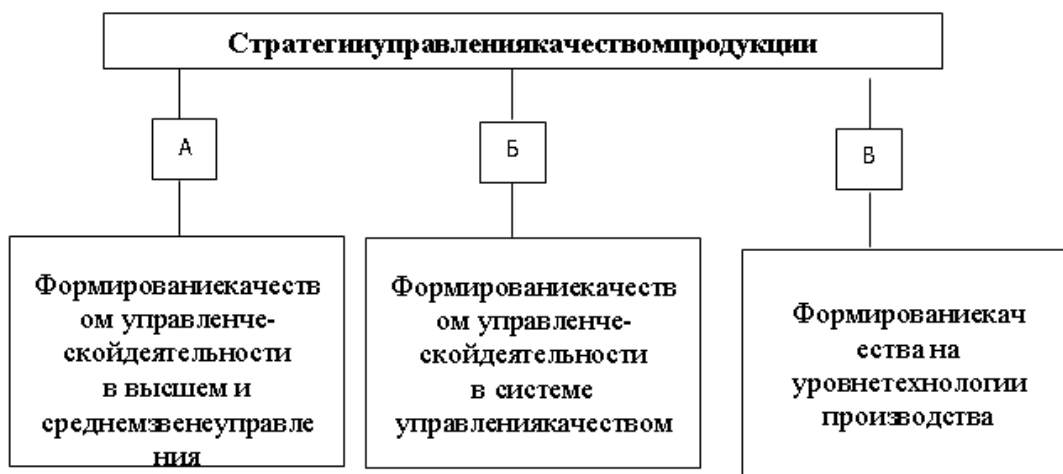 Стратегииуправлениякачествомпродукции
А
Б
В
Формированиекачеств
ом управленче-
скойдеятельности
в высшем и
среднемзвенеуправле
ния
Формированиекачеств
ом управленче-
скойдеятельности
в системе
управлениякачеством
Формированиекач
ества на
уровнетехнологии
производства